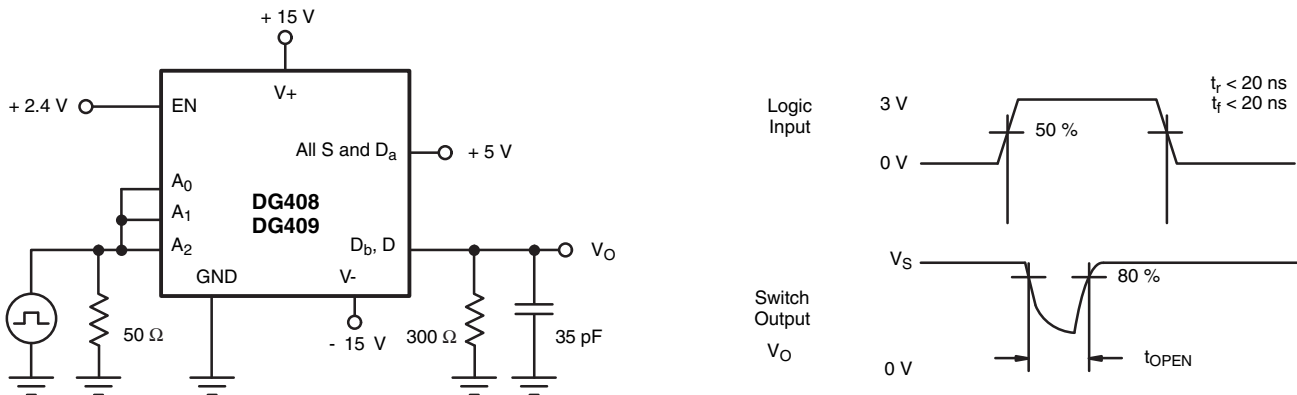 + 15 V
+ 2.4 V
EN
V+
All S and Da
+ 5 V
A0
A1
A2
DG408
DG409
Db, D
VO
GND
V-
50 Ω
- 15 V
300 Ω
35 pF
Logic
Input
3 V
0 V
50 %
tr < 20 ns
tf < 20 ns
VS
80 %
Switch
Output
VO
0 V
tOPEN